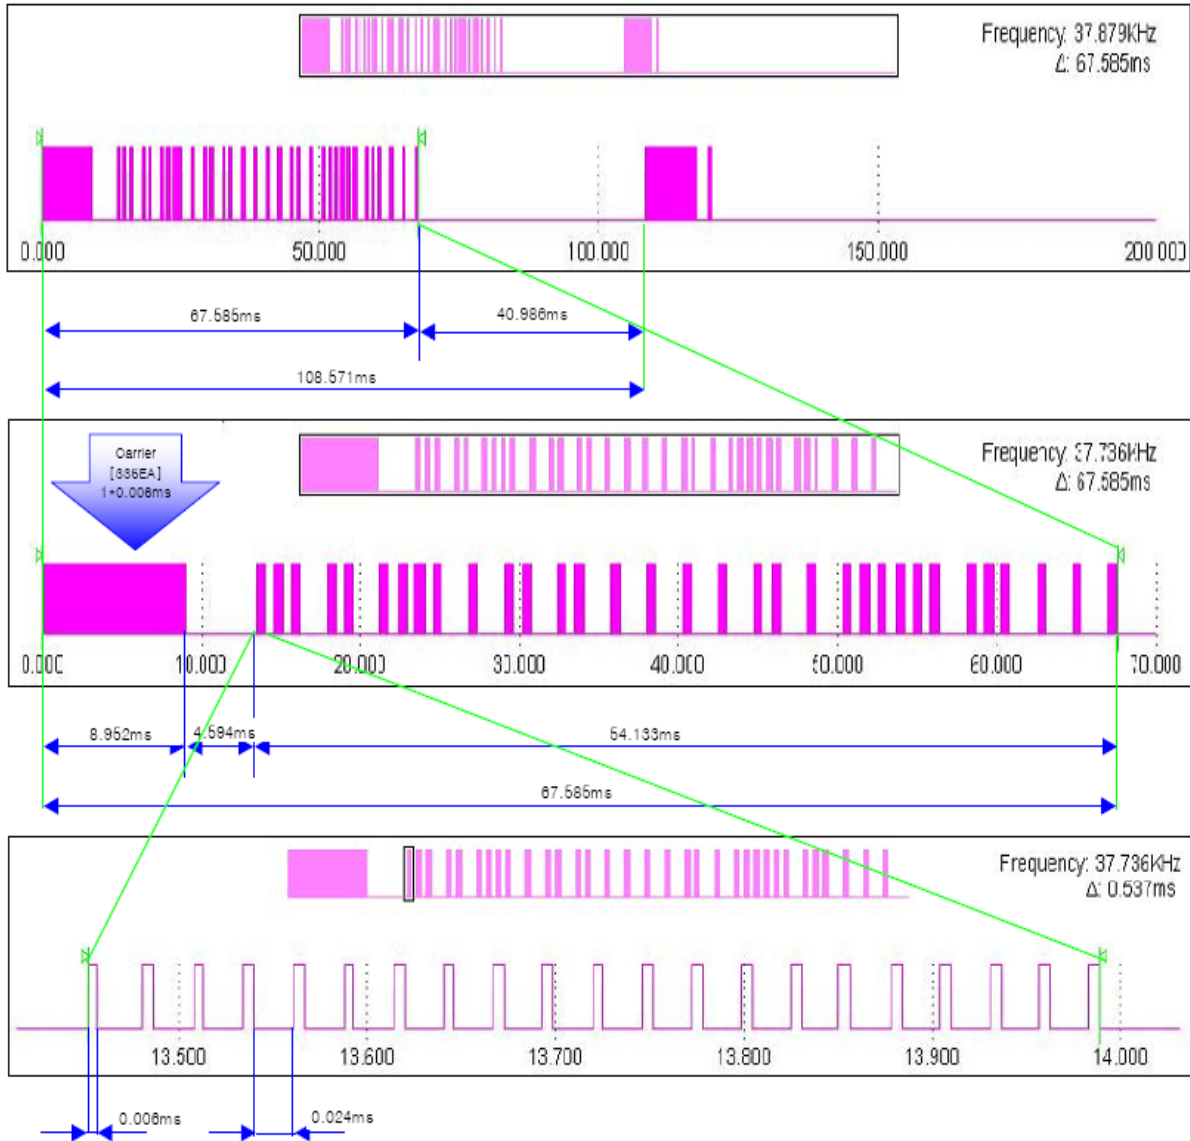 Frequency: 37.879KHz
Δ: 67.585ms
0.000 50.000 100.000 150.000 200.000
67.585ms 40.986ms
108.571ms
Carrier
1+0.006ms
Frequency: 37.736KHz
Δ: 67.585ms
0.000 10.000 20.000 30.000 40.000 50.000 60.000 70.000
8.952ms 4.594ms 54.133ms
67.585ms
Frequency: 37.736KHz
Δ: 0.537ms
13.500 13.600 13.700 13.800 13.900 14.000
0.006ms 0.024ms